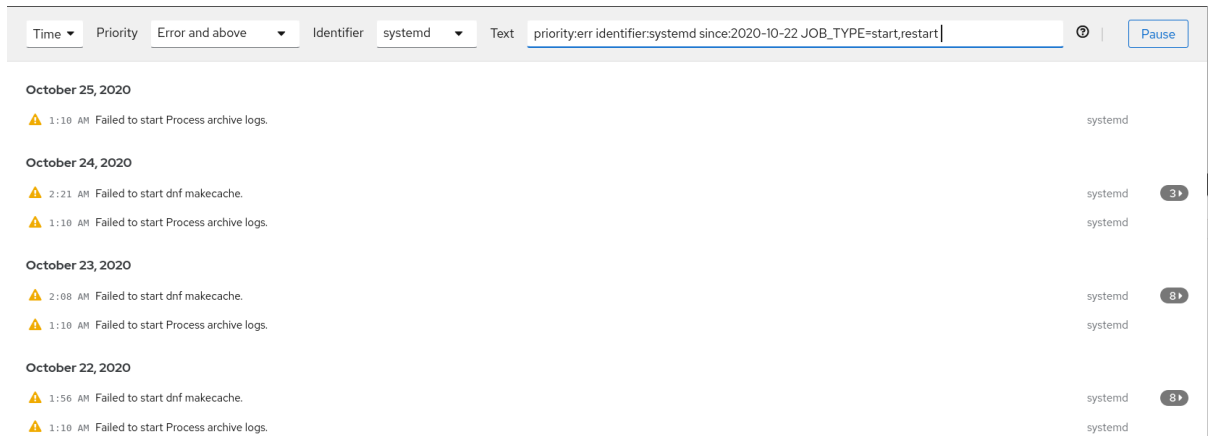 Time Priority Error and above Identifier systemd Text priority:err identifier:systemd since:2020-10-22 JOB_TYPE=start,restart Pause
October 25, 2020
1:10 AM Failed to start Process archive logs. systemd
October 24, 2020
2:21 AM Failed to start dnf makecache. systemd 3
1:10 AM Failed to start Process archive logs. systemd
October 23, 2020
2:08 AM Failed to start dnf makecache. systemd 8
1:10 AM Failed to start Process archive logs. systemd
October 22, 2020
1:56 AM Failed to start dnf makecache. systemd 8
1:10 AM Failed to start Process archive logs. systemd